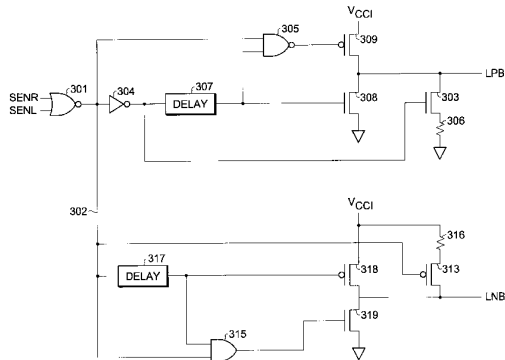 VCCI
305
309
301
304
307
SENR
SENL
DELAY
308
303
LPB
306
302
VCCI
316
317
318
313
DELAY
LNB
319
315